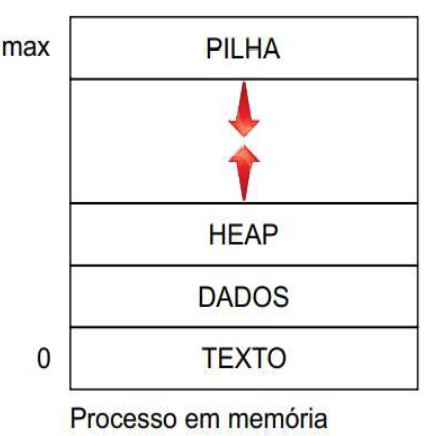 max
PILHA
HEAP
DADOS
0
TEXTO
Processo em memória